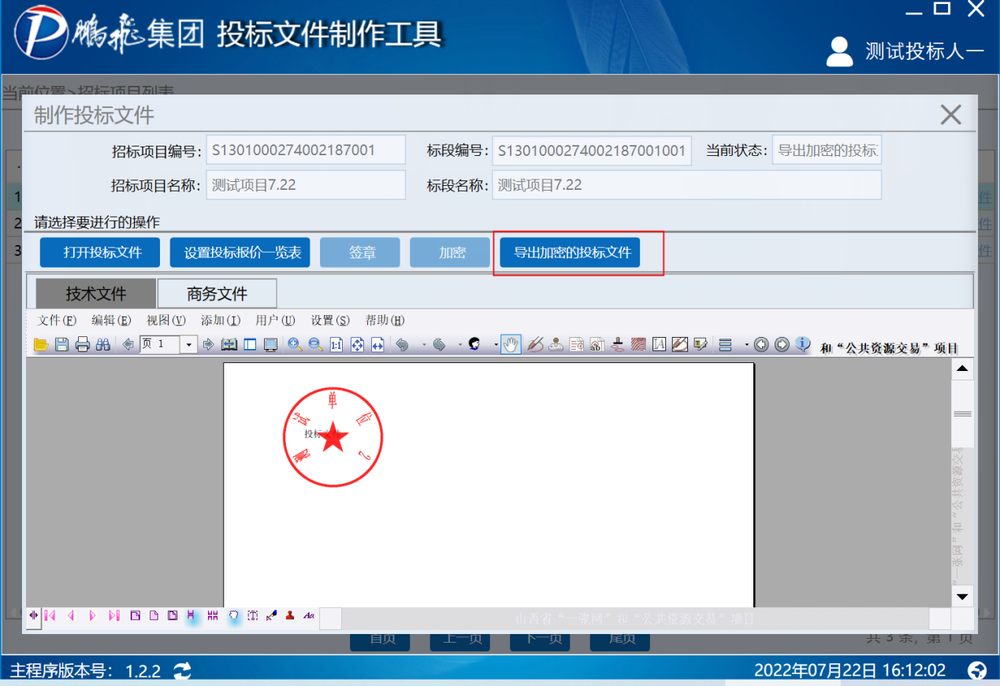 鹏飞集团 投标文件制作工具
测试投标人一
当前位置>招标项目列表
制作投标文件
招标项目编号: S1301000274002187001 标段编号: S1301000274002187001001 当前状态: 导出加密的投标
招标项目名称: 测试项目7.22 标段名称: 测试项目7.22
请选择要进行的操作
打开投标文件 设置投标报价一览表 签章 加密 导出加密的投标文件
技术文件 商务文件
文件(F) 编辑(E) 视图(V) 添加(I) 用户(U) 设置(S) 帮助(H)
页 1 1:1 和“公共资源交易”项目
测试单位2
投标文件
1 件
2 件
3 件
“一张网”和“公共资源交易
Aa 山西省“一张网”和“公共资源交易”项目
首页 上一页 下一页 尾页 共 3 条, 第 1 页
主程序版本号: 1.2.2 2022年07月22日 16:12:02